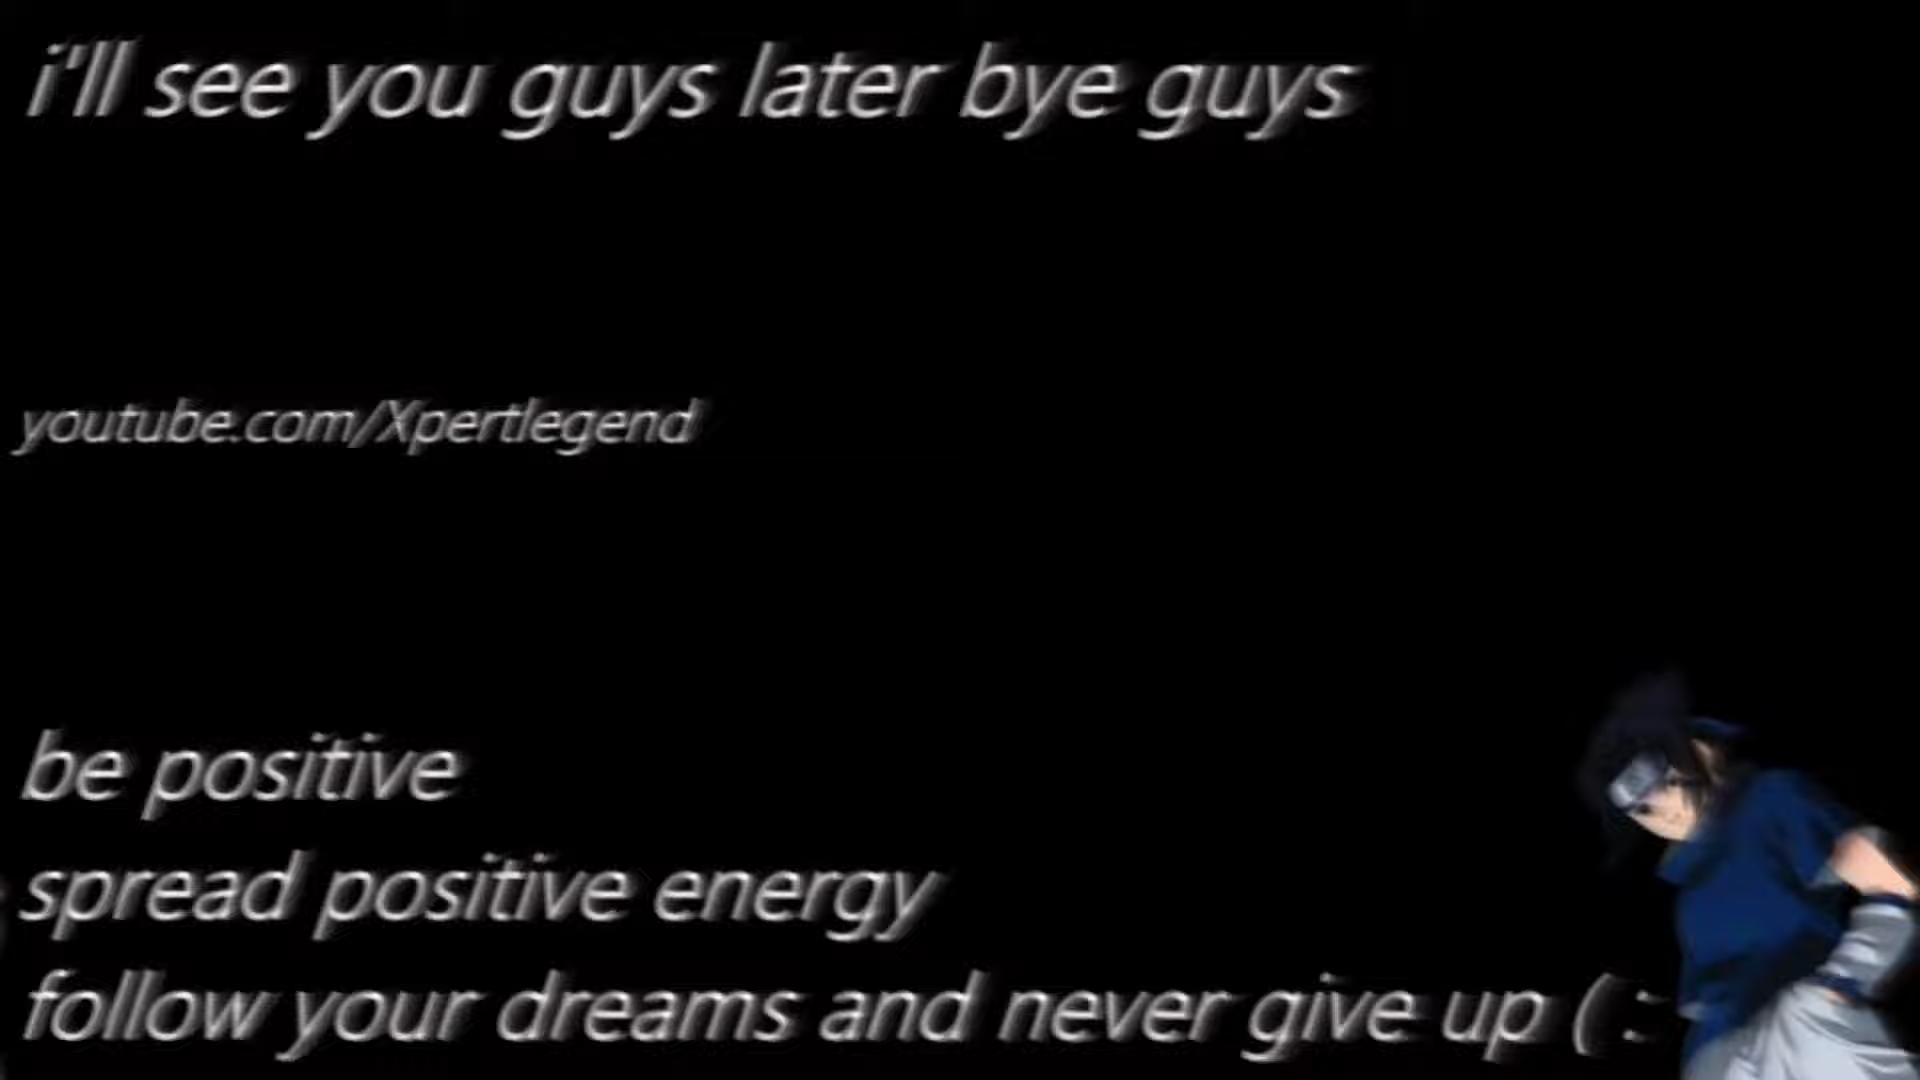 i'll see you guys later bye guys
youtube.com/Xpertlegend
be positive
spread positive energy
follow your dreams and never give up ( :